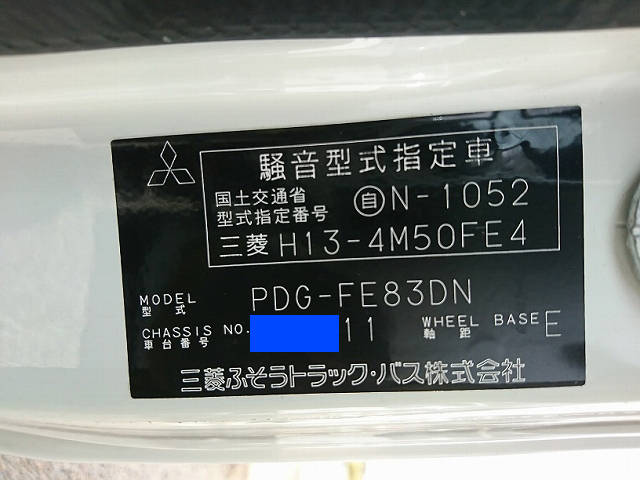 騒音型式指定車
国土交通省
型式指定番号 自N-1052
三菱 H13-4M50FE4
MODEL PDG-FE83DN
型式
CHASSIS NO. 11 WHEEL BASE E
車台番号 軸距
三菱ふそうトラック・バス株式会社